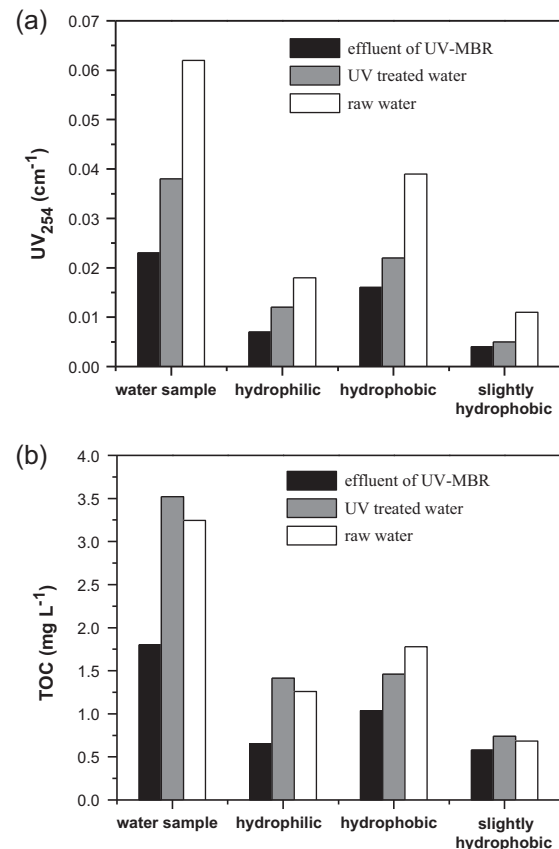 (a)
0.07
0.06
0.05
0.04
0.03
0.02
0.01
0.00
UV254 (cm-1)
effluent of UV-MBR
UV treated water
raw water
water sample hydrophilic hydrophobic slightly
hydrophobic
(b)
4.0
3.5
3.0
2.5
2.0
1.5
1.0
0.5
0.0
TOC (mg L-1)
effluent of UV-MBR
UV treated water
raw water
water sample hydrophilic hydrophobic slightly
hydrophobic